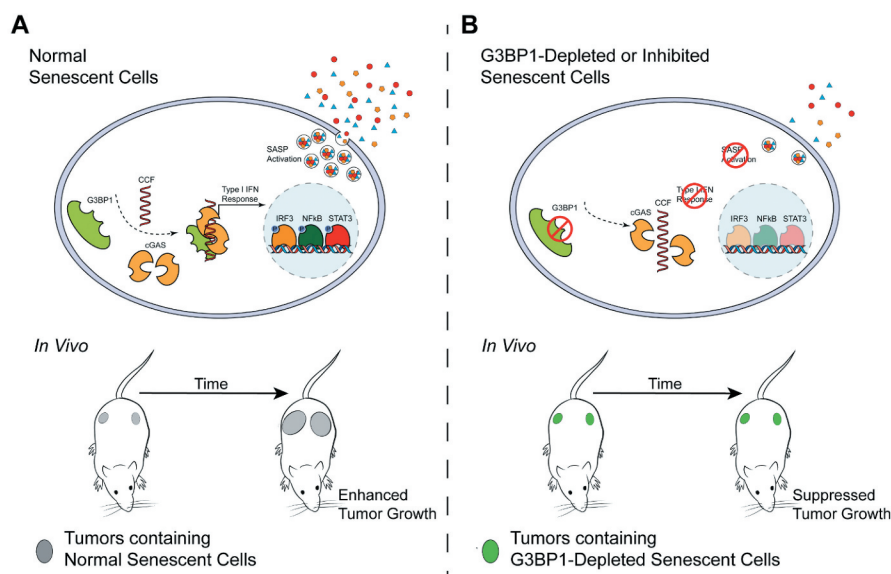 A
Normal
Senescent Cells
SASP
Activation
CCF
G3BP1
Type I IFN
Response
cGAS
IRF3 NFkB STAT3
P P P
In Vivo
Time
Enhanced
Tumor Growth
Tumors containing
Normal Senescent Cells
B
G3BP1-Depleted or Inhibited
Senescent Cells
SASP
Activation
Type I IFN
Response
CCF
cGAS
G3BP1
IRF3 NFkB STAT3
In Vivo
Time
Suppressed
Tumor Growth
Tumors containing
G3BP1-Depleted Senescent Cells